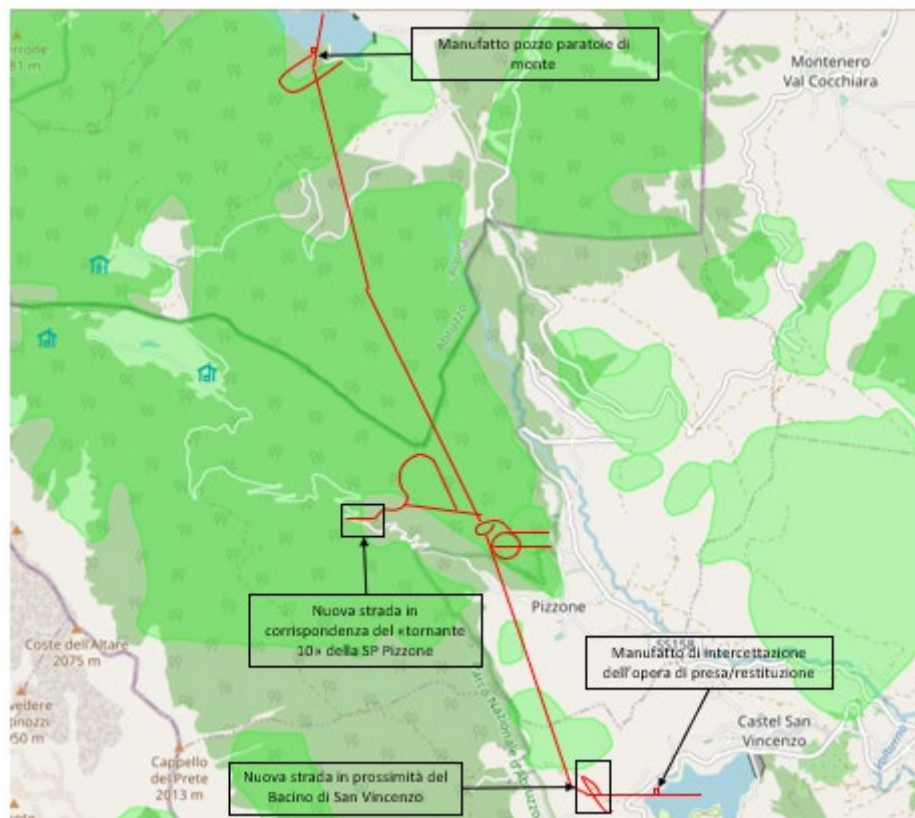 Manufatto pozzo paratoie di
monte
Montenero
Val Cocchiara
2075 m
Coste dell'Altare
Abruzzo
Nuova strada in
corrispondenza del «tornante
10» della SP Pizzone
Pizzone
SS158
Manufatto di intercettazione
dell'opera di presa/restituzione
Castel San
Vincenzo
Volturno
Cappello
del Prete
2013 m
Nuova strada in prossimità del
Bacino di San Vincenzo